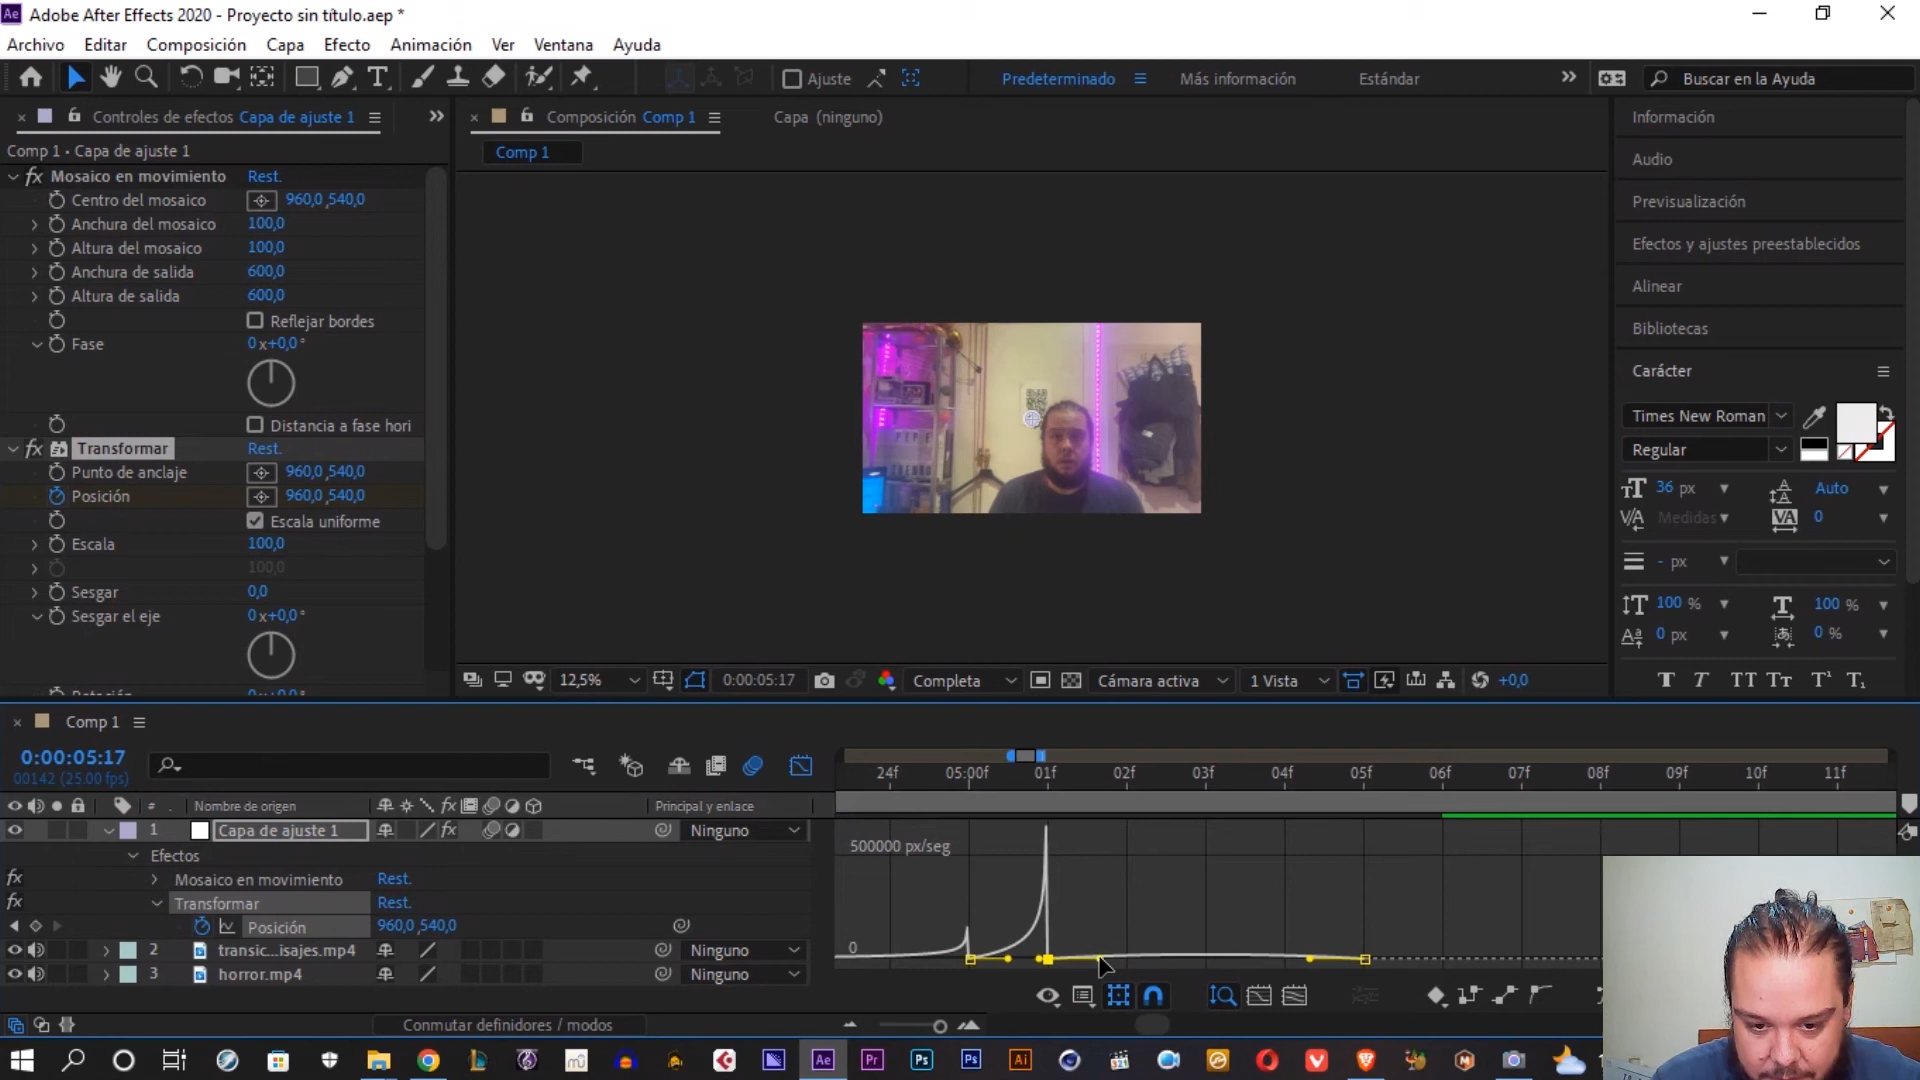 Adobe After Effects 2020 - Proyecto sin título.aep *
Archivo Editar Composición Capa Efecto Animación Ver Ventana Ayuda
Ajuste
Predeterminado Más información Estándar
Buscar en la Ayuda
Controles de efectos Capa de ajuste 1
Comp 1 • Capa de ajuste 1
Mosaico en movimiento Rest.
Centro del mosaico 960,0 ,540,0
Anchura del mosaico 100,0
Altura del mosaico 100,0
Anchura de salida 600,0
Altura de salida 600,0
Reflejar bordes
Fase 0 x+0,0 °
Distancia a fase hori
Transformar Rest.
Punto de anclaje 960,0 ,540,0
Posición 960,0 ,540,0
Escala uniforme
Escala 100,0
100,0
Sesgar 0,0
Sesgar el eje 0 x+0,0 °
Composición Comp 1
Capa (ninguno)
Comp 1
12,5% 0:00:05:17 Completa Cámara activa 1 Vista +0,0
Información
Audio
Previsualización
Efectos y ajustes preestablecidos
Alinear
Bibliotecas
Carácter
Times New Roman
Regular
36 px Auto
Medidas 0
- px
100 % 100 %
0 px 0 %
Comp 1
0:00:05:17
00142 (25.00 fps)
24f 05:00f 01f 02f 03f 04f 05f 06f 07f 08f 09f 10f 11f
# Nombre de origen Principal y enlace
1 Capa de ajuste 1 Ninguno
Efectos
Mosaico en movimiento Rest.
Transformar Rest.
Posición 960,0 ,540,0
2 transic...isajes.mp4 Ninguno
3 horror.mp4 Ninguno
500000 px/seg
0
Conmutar definidores / modos